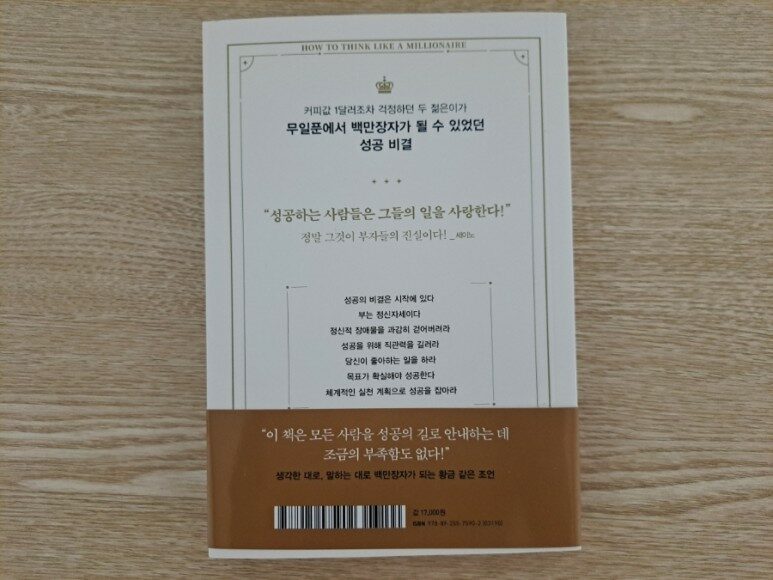 HOW TO THINK LIKE A MILLIONAIRE
커피값 1달러조차 걱정하던 두 젊은이가
무일푼에서 백만장자가 될 수 있었던
성공 비결
“성공하는 사람들은 그들의 일을 사랑한다!”
정말 그것이 부자들의 진실이다! _세이노
성공의 비결은 시작에 있다
부는 정신자세이다
정신적 장애물을 과감히 걷어버려라
성공을 위해 직관력을 길러라
당신이 좋아하는 일을 하라
목표가 확실해야 성공한다
체계적인 실천 계획으로 성공을 잡아라
“이 책은 모든 사람을 성공의 길로 안내하는 데
조금의 부족함도 없다!”
생각한 대로, 말하는 대로 백만장자가 되는 황금 같은 조언
값 17,000원
ISBN